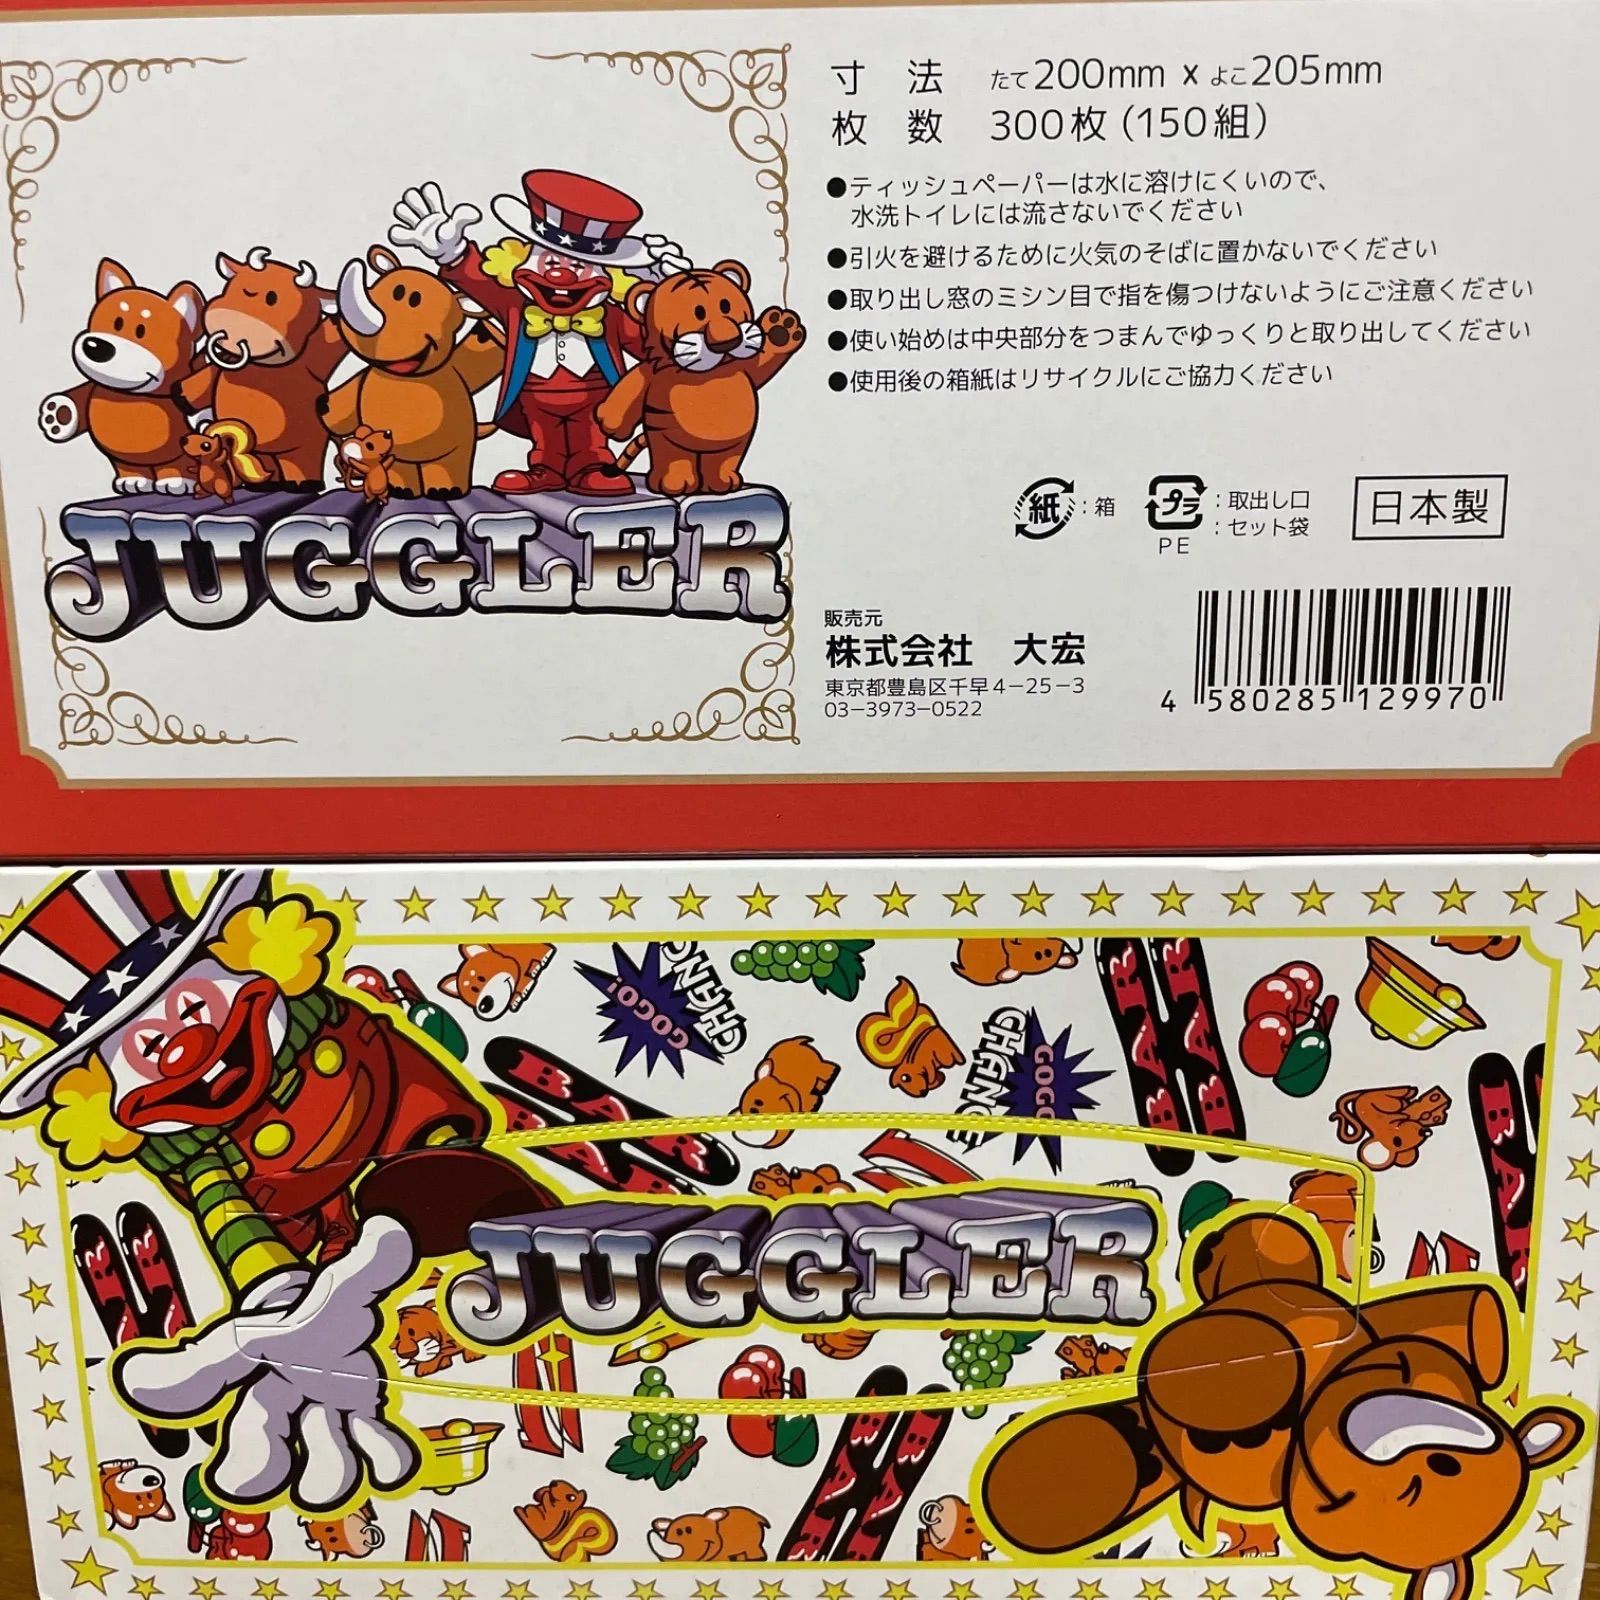 JUGGLER
寸 法 たて200mm x よこ205mm
枚 数 300枚(150組)
●ティッシュペーパーは水に溶けにくいので、
水洗トイレには流さないでください
●引火を避けるために火気のそばに置かないでください
●取り出し窓のミシン目で指を傷つけないようにご注意ください
●使い始めは中央部分をつまんでゆっくりと取り出してください
●使用後の箱紙はリサイクルにご協力ください
紙 : 箱
プラ : 取出し口
: セット袋
PE
日本製
販売元
株式会社 大宏
東京都豊島区千早4-25-3
03-3973-0522
4 580285 129970
GOGO!
CHANCE
GOGO!
CHANCE
BAR
BAR
BAR
BAR
JUGGLER